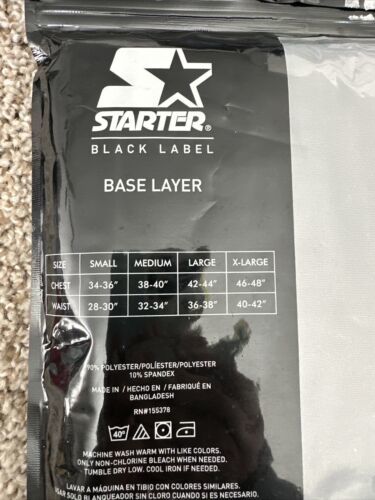 STARTER®
BLACK LABEL
BASE LAYER
SIZE SMALL MEDIUM LARGE X-LARGE
CHEST 34-36" 38-40" 42-44" 46-48"
WAIST 28-30" 32-34" 36-38" 40-42"
90% POLYESTER/POLIÉSTER/POLYESTER
10% SPANDEX
MADE IN / HECHO EN / FABRIQUÉ EN
BANGLADESH
RN#155378
40°
MACHINE WASH WARM WITH LIKE COLORS.
ONLY NON-CHLORINE BLEACH WHEN NEEDED.
TUMBLE DRY LOW. COOL IRON IF NEEDED.
LAVAR A MÁQUINA EN TIBIO CON COLORES SIMILARES.
USAR SOLO BLANQUEADOR SIN CLORO CUANDO ES NECESARIO.